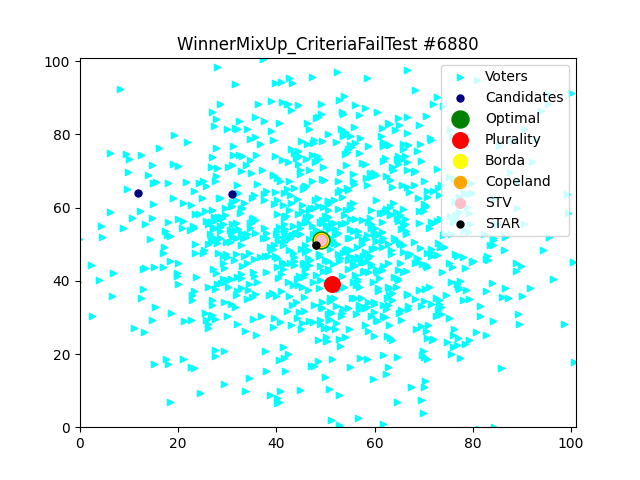 WinnerMixUp_CriteriaFailTest #6880
100
80
60
40
20
0
0
20
40
60
80
100
Voters
Candidates
Optimal
Plurality
Borda
Copeland
STV
STAR